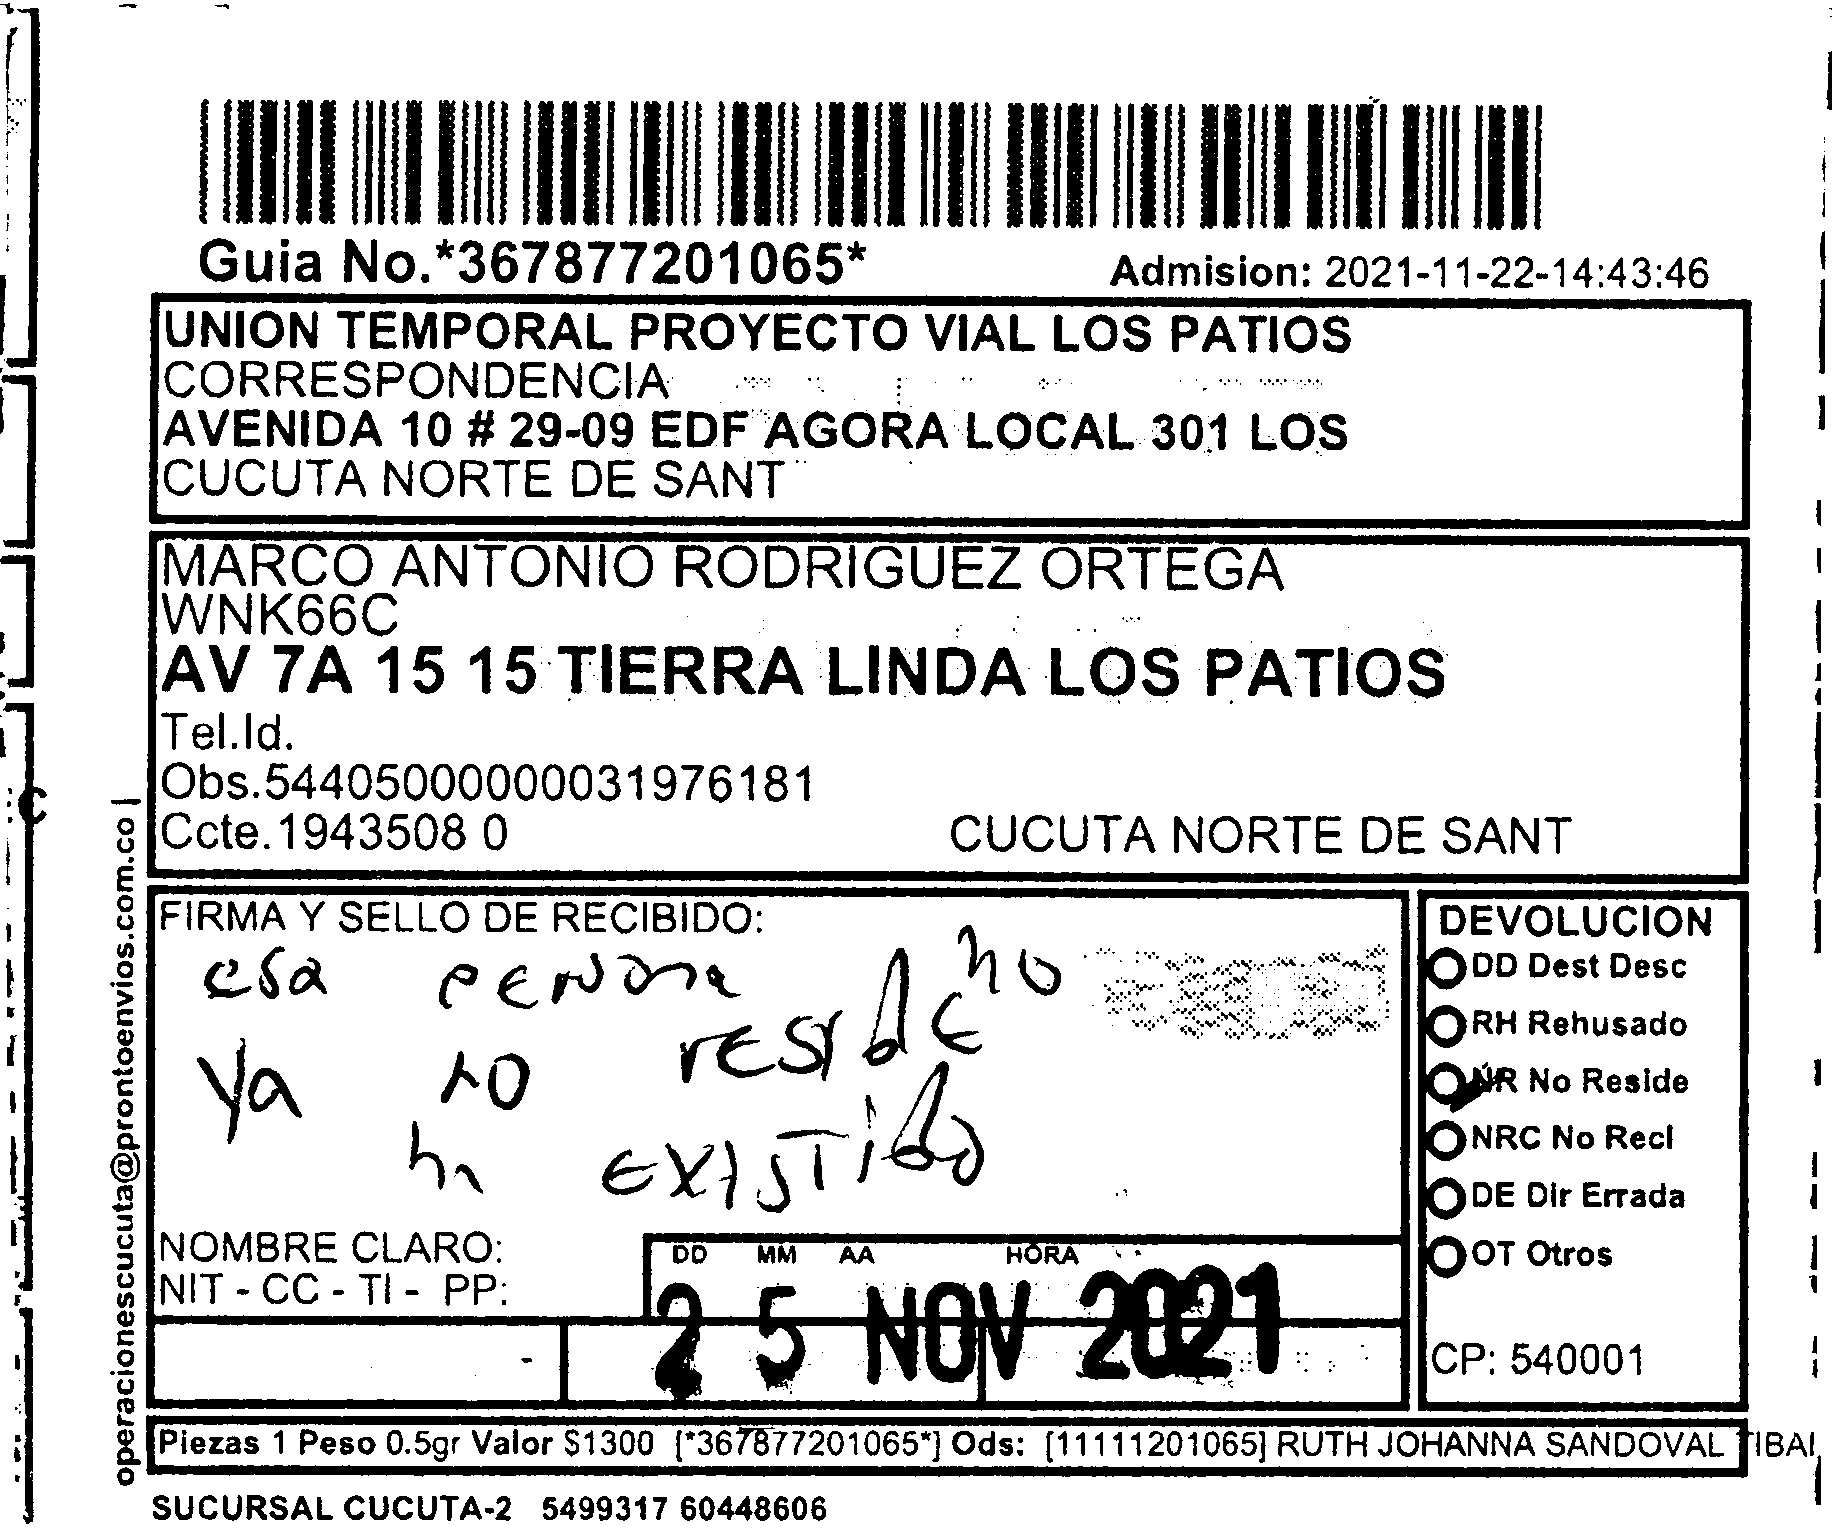 Guia No.*367877201065*
Admision: 2021-11-22-14:43:46
UNION TEMPORAL PROYECTO VIAL LOS PATIOS
CORRESPONDENCIA
AVENIDA 10 # 29-09 EDF AGORA LOCAL 301 LOS
CUCUTA NORTE DE SANT
MARCO ANTONIO RODRIGUEZ ORTEGA
WNK66C
AV 7A 15 15 TIERRA LINDA LOS PATIOS
Tel.Id.
Obs.544050000000031976181
Ccte.1943508 0
CUCUTA NORTE DE SANT
operacionescucuta@prontoenvios.com.co |
FIRMA Y SELLO DE RECIBIDO:
esa persona no
ya no reside
ha existido
NOMBRE CLARO:
NIT - CC - TI - PP:
DD MM AA HORA
25 NOV 2021
DEVOLUCION
DD Dest Desc
RH Rehusado
NR No Reside
NRC No Recl
DE Dir Errada
OT Otros
CP: 540001
Piezas 1 Peso 0.5gr Valor $1300 [*367877201065*] Ods: [11111201065] RUTH JOHANNA SANDOVAL TIBA
SUCURSAL CUCUTA-2 5499317 60448606